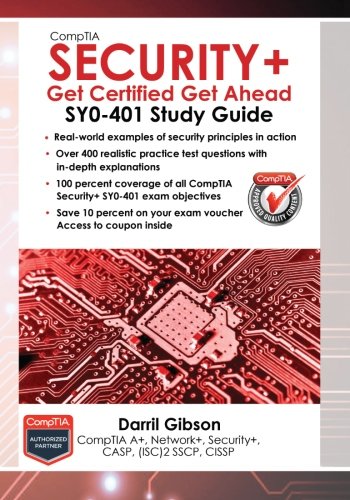 CompTIA
SECURITY+
Get Certified Get Ahead
SY0-401 Study Guide
• Real-world examples of security principles in action
• Over 400 realistic practice test questions with
in-depth explanations
• 100 percent coverage of all CompTIA
Security+ SY0-401 exam objectives
• Save 10 percent on your exam voucher
Access to coupon inside
CompTIA
APPROVED QUALITY CONTENT
CompTIA
AUTHORIZED
PARTNER
Darril Gibson
CompTIA A+, Network+, Security+,
CASP, (ISC)2 SSCP, CISSP